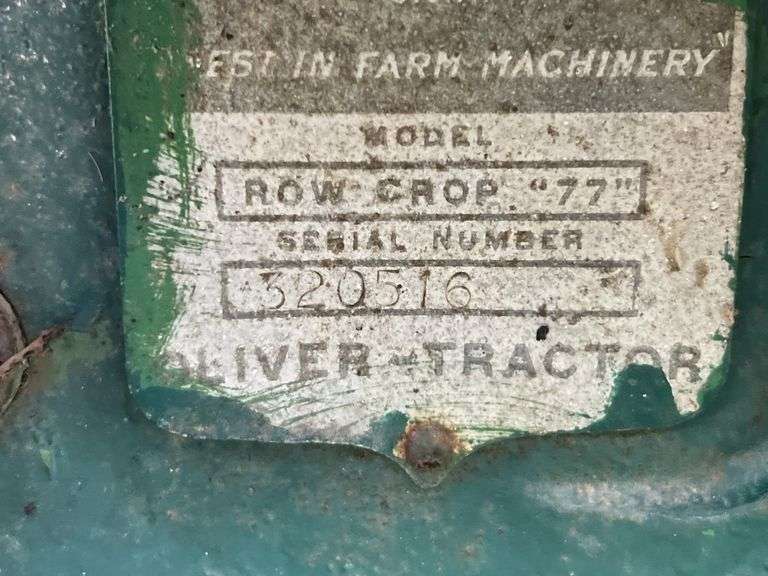 EST IN FARM MACHINERY"
MODEL
ROW CROP "77"
SERIAL NUMBER
320516
OLIVER TRACTOR